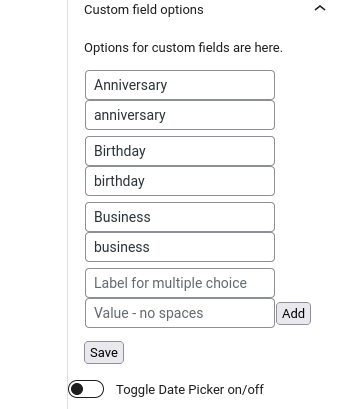 Custom field options
Options for custom fields are here.
Anniversary
anniversary
Birthday
birthday
Business
business
Label for multiple choice
Value - no spaces
Add
Save
Toggle Date Picker on/off